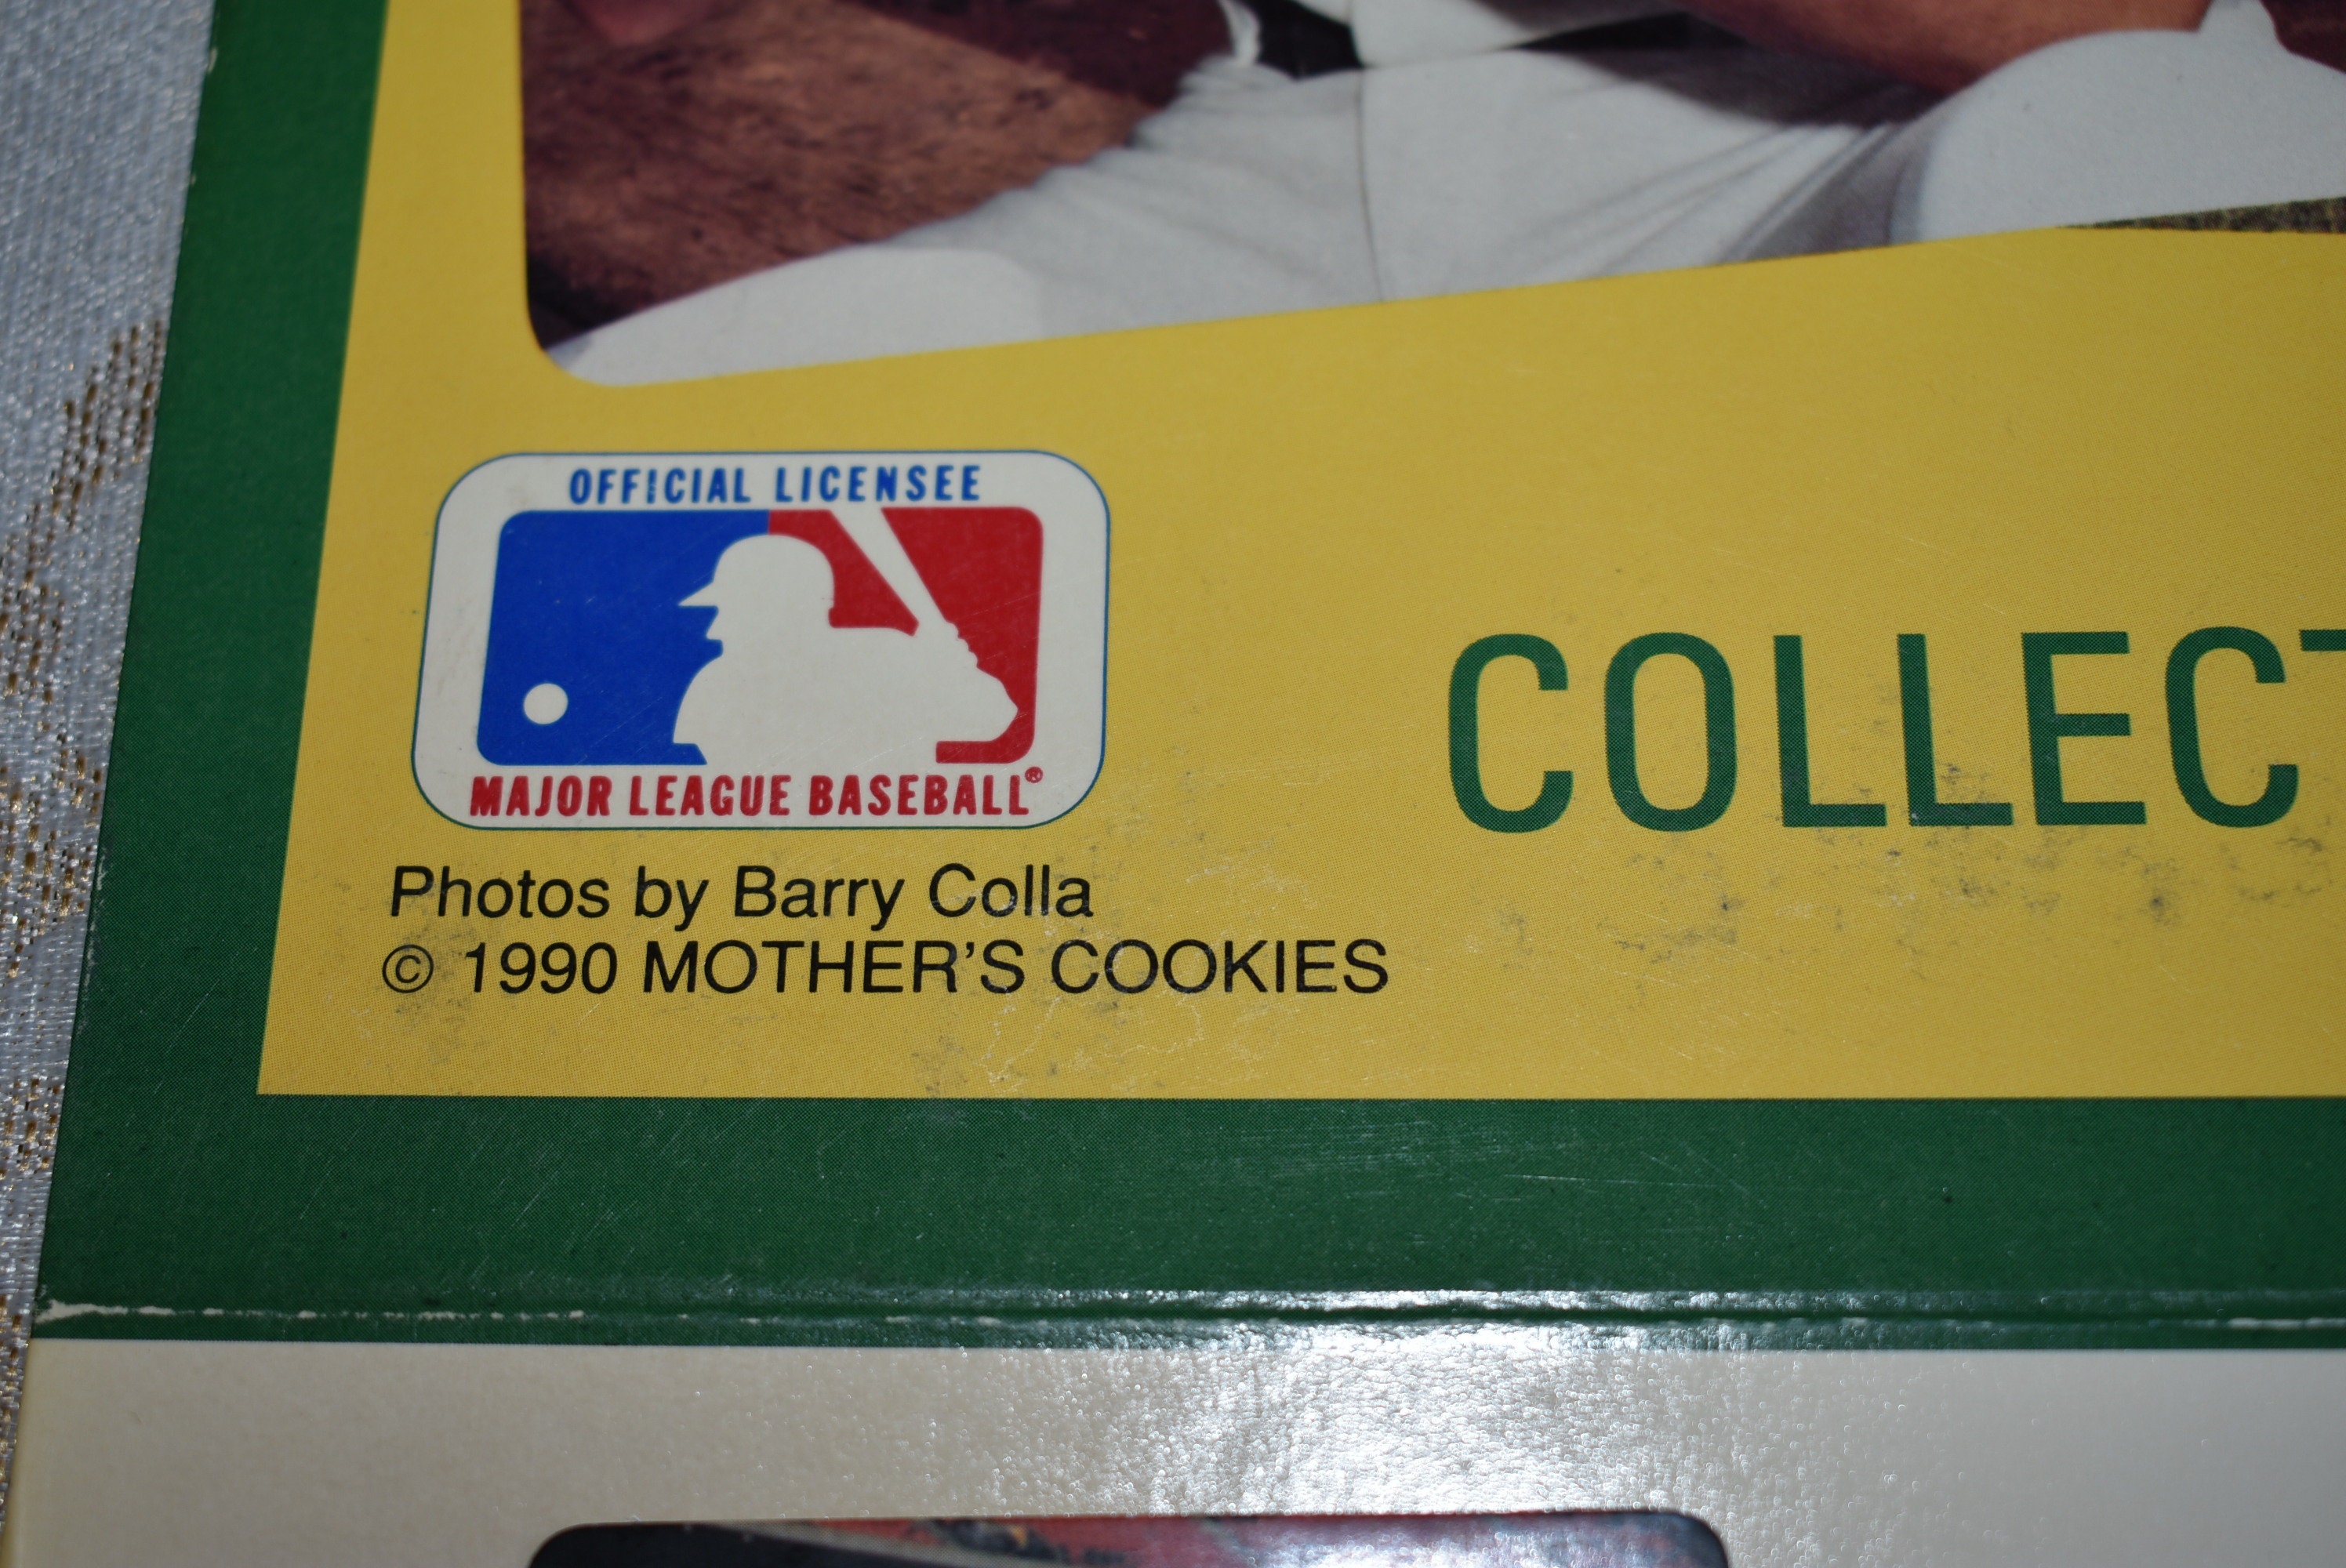 OFFICIAL LICENSEE
MAJOR LEAGUE BASEBALL®
Photos by Barry Colla
© 1990 MOTHER'S COOKIES
COLLECT